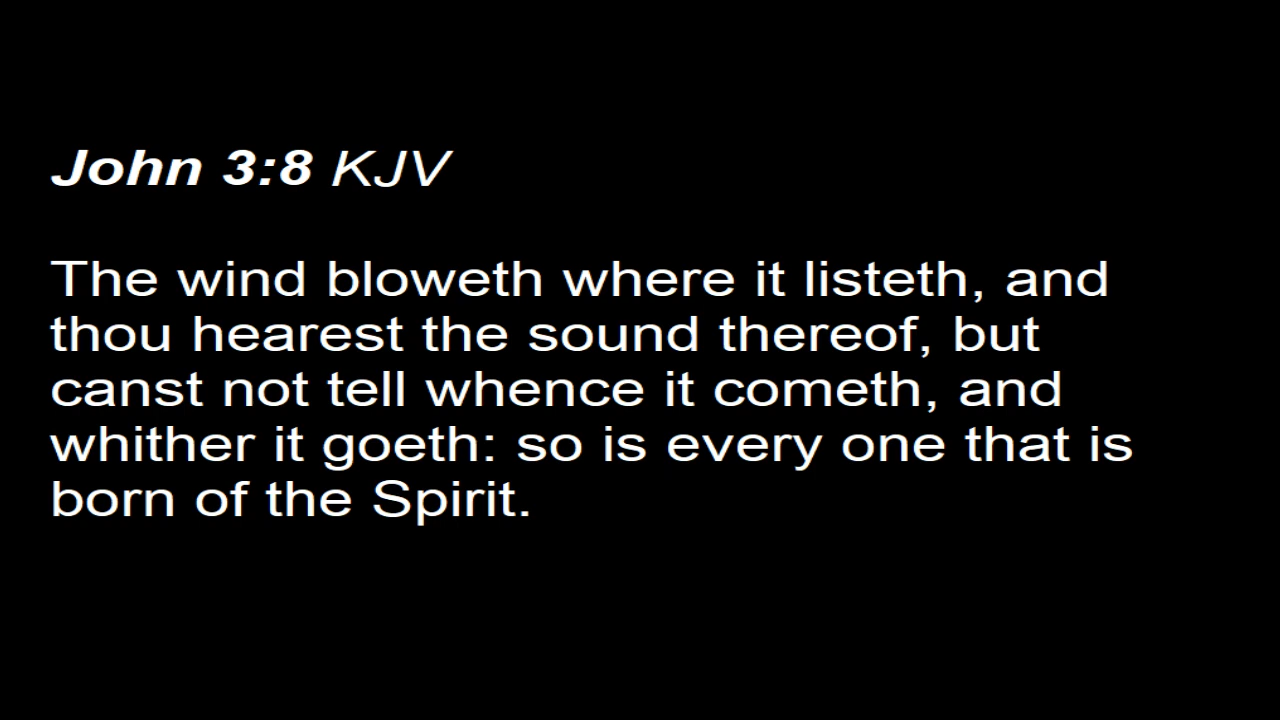 John 3:8 KJV
The wind bloweth where it listeth, and
thou hearest the sound thereof, but
canst not tell whence it cometh, and
whither it goeth: so is every one that is
born of the Spirit.